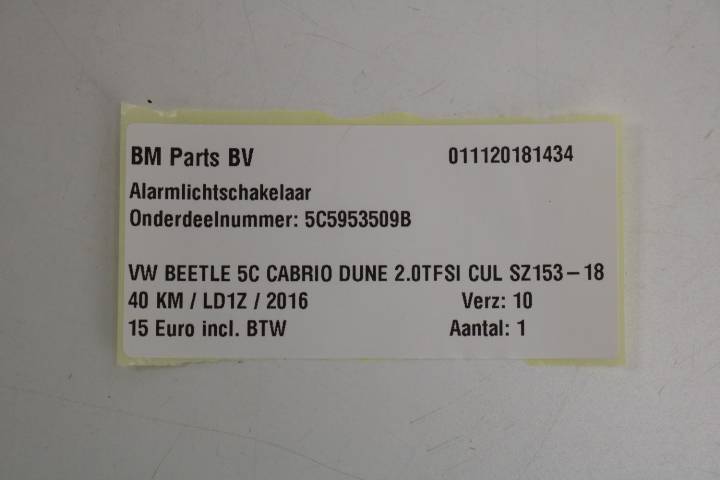 BM Parts BV 011120181434
Alarmlichtschakelaar
Onderdeelnummer: 5C5953509B
VW BEETLE 5C CABRIO DUNE 2.0TFSI CUL SZ153-18
40 KM / LD1Z / 2016 Verz: 10
15 Euro incl. BTW Aantal: 1